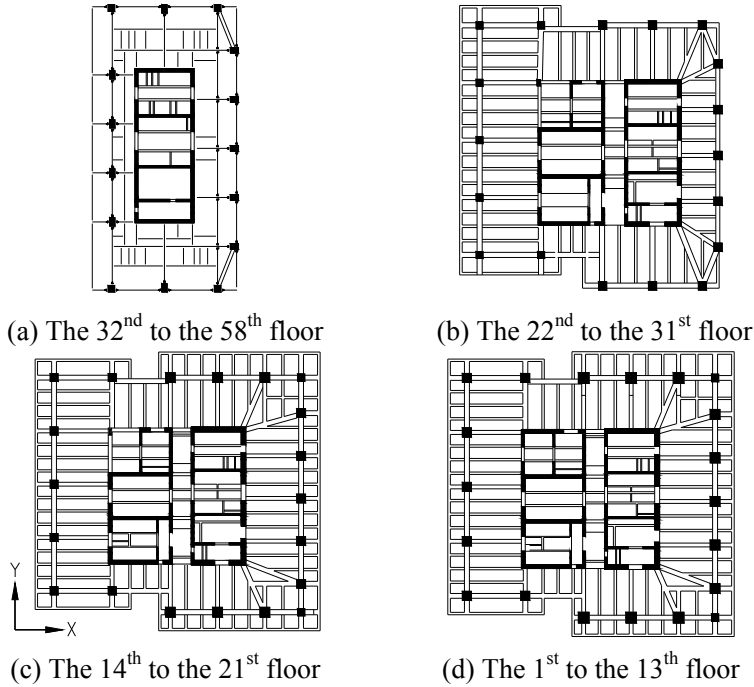 (a) The 32nd to the 58th floor
(b) The 22nd to the 31st floor
Y
X
(c) The 14th to the 21st floor
(d) The 1st to the 13th floor